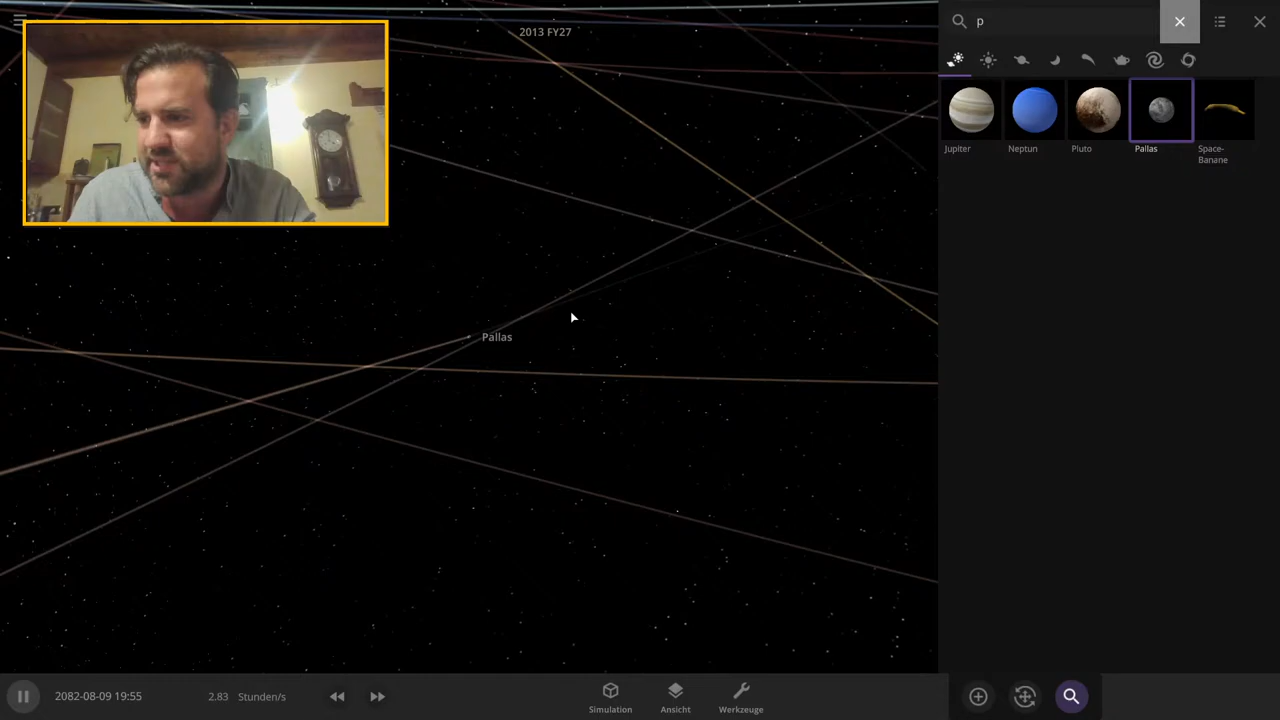 2013 FY27
p
Jupiter
Neptun
Pluto
Pallas
Space-
Banane
Pallas
2082-08-09 19:55
2.83 Stunden/s
Simulation
Ansicht
Werkzeuge